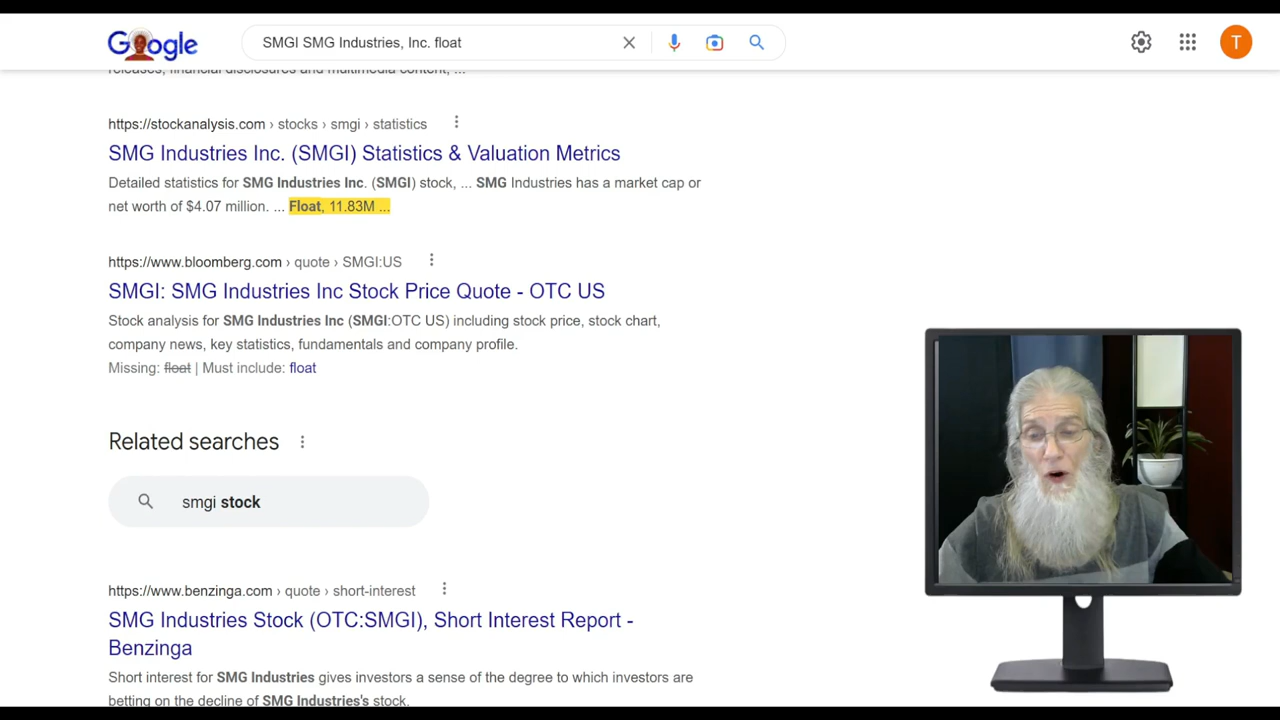 Google
SMGI SMG Industries, Inc. float
T
releases, financial disclosures and multimedia content, ...
https://stockanalysis.com › stocks › smgi › statistics
SMG Industries Inc. (SMGI) Statistics & Valuation Metrics
Detailed statistics for SMG Industries Inc. (SMGI) stock, ... SMG Industries has a market cap or
net worth of $4.07 million. ... Float, 11.83M ...
https://www.bloomberg.com › quote › SMGI:US
SMGI: SMG Industries Inc Stock Price Quote - OTC US
Stock analysis for SMG Industries Inc (SMGI:OTC US) including stock price, stock chart,
company news, key statistics, fundamentals and company profile.
Missing: float | Must include: float
Related searches
smgi stock
https://www.benzinga.com › quote › short-interest
SMG Industries Stock (OTC:SMGI), Short Interest Report -
Benzinga
Short interest for SMG Industries gives investors a sense of the degree to which investors are
betting on the decline of SMG Industries's stock.